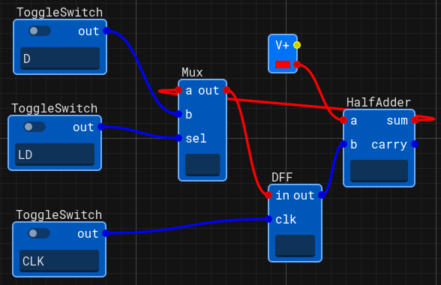 ToggleSwitch
out
D
ToggleSwitch
out
LD
ToggleSwitch
out
CLK
Mux
a out
b
sel
V+
DFF
in out
clk
HalfAdder
a sum
b carry